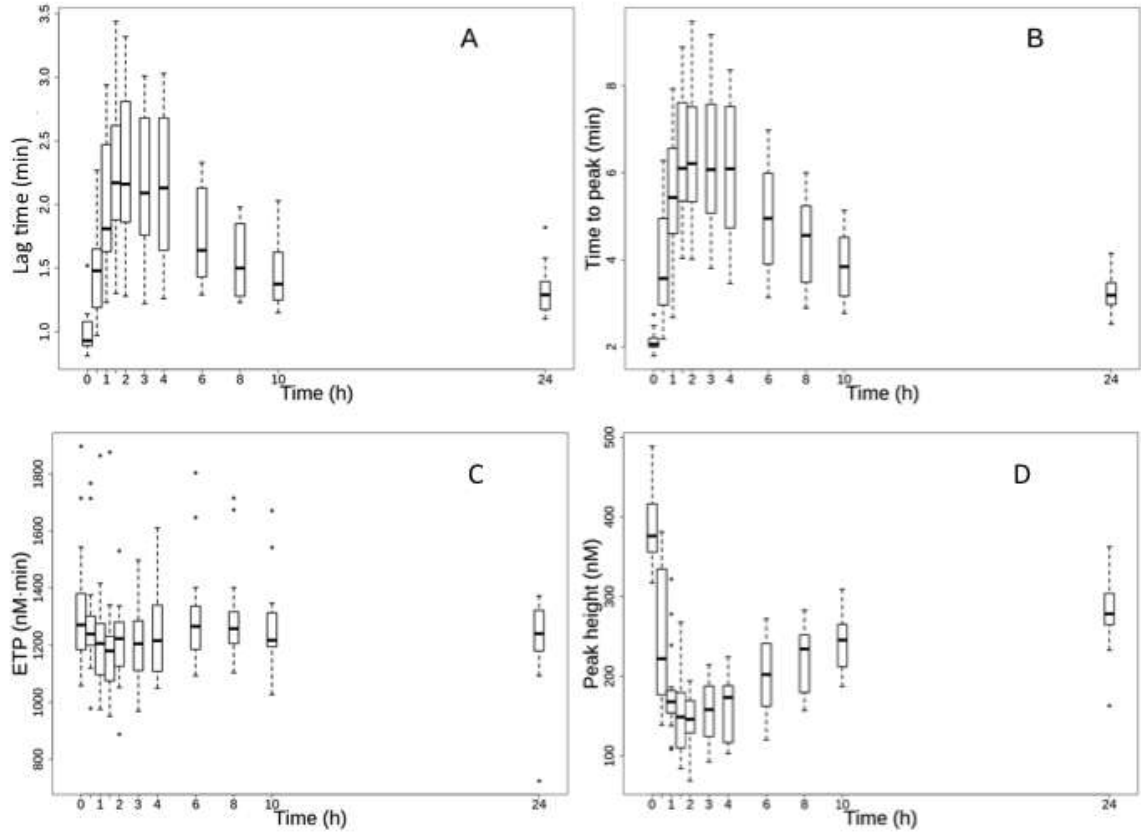 A
Lag time (min)
3.5
3.0
2.5
2.0
1.5
1.0
0 1 2 3 4 6 8 10 24
Time (h)
B
Time to peak (min)
8
6
4
2
0 1 2 3 4 6 8 10 24
Time (h)
C
ETP (nM·min)
1800
1600
1400
1200
1000
800
0 1 2 3 4 6 8 10 24
Time (h)
D
Peak height (nM)
500
400
300
200
100
0 1 2 3 4 6 8 10 24
Time (h)